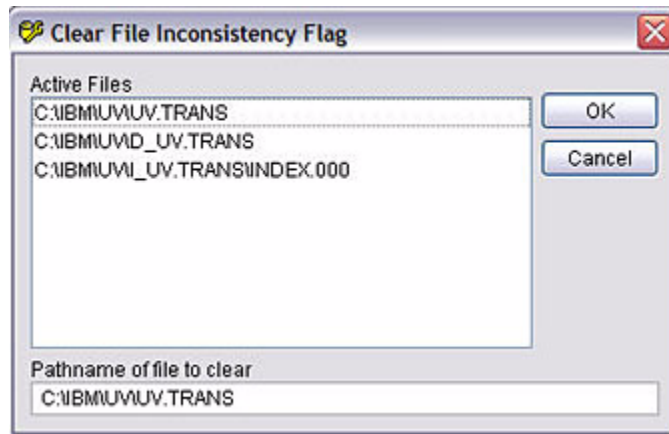 Clear File Inconsistency Flag
Active Files
C:\IBM\UV\UV.TRANS
C:\IBM\UV\D_UV.TRANS
C:\IBM\UV\I_UV.TRANS\INDEX.000
OK
Cancel
Pathname of file to clear
C:\IBM\UV\UV.TRANS